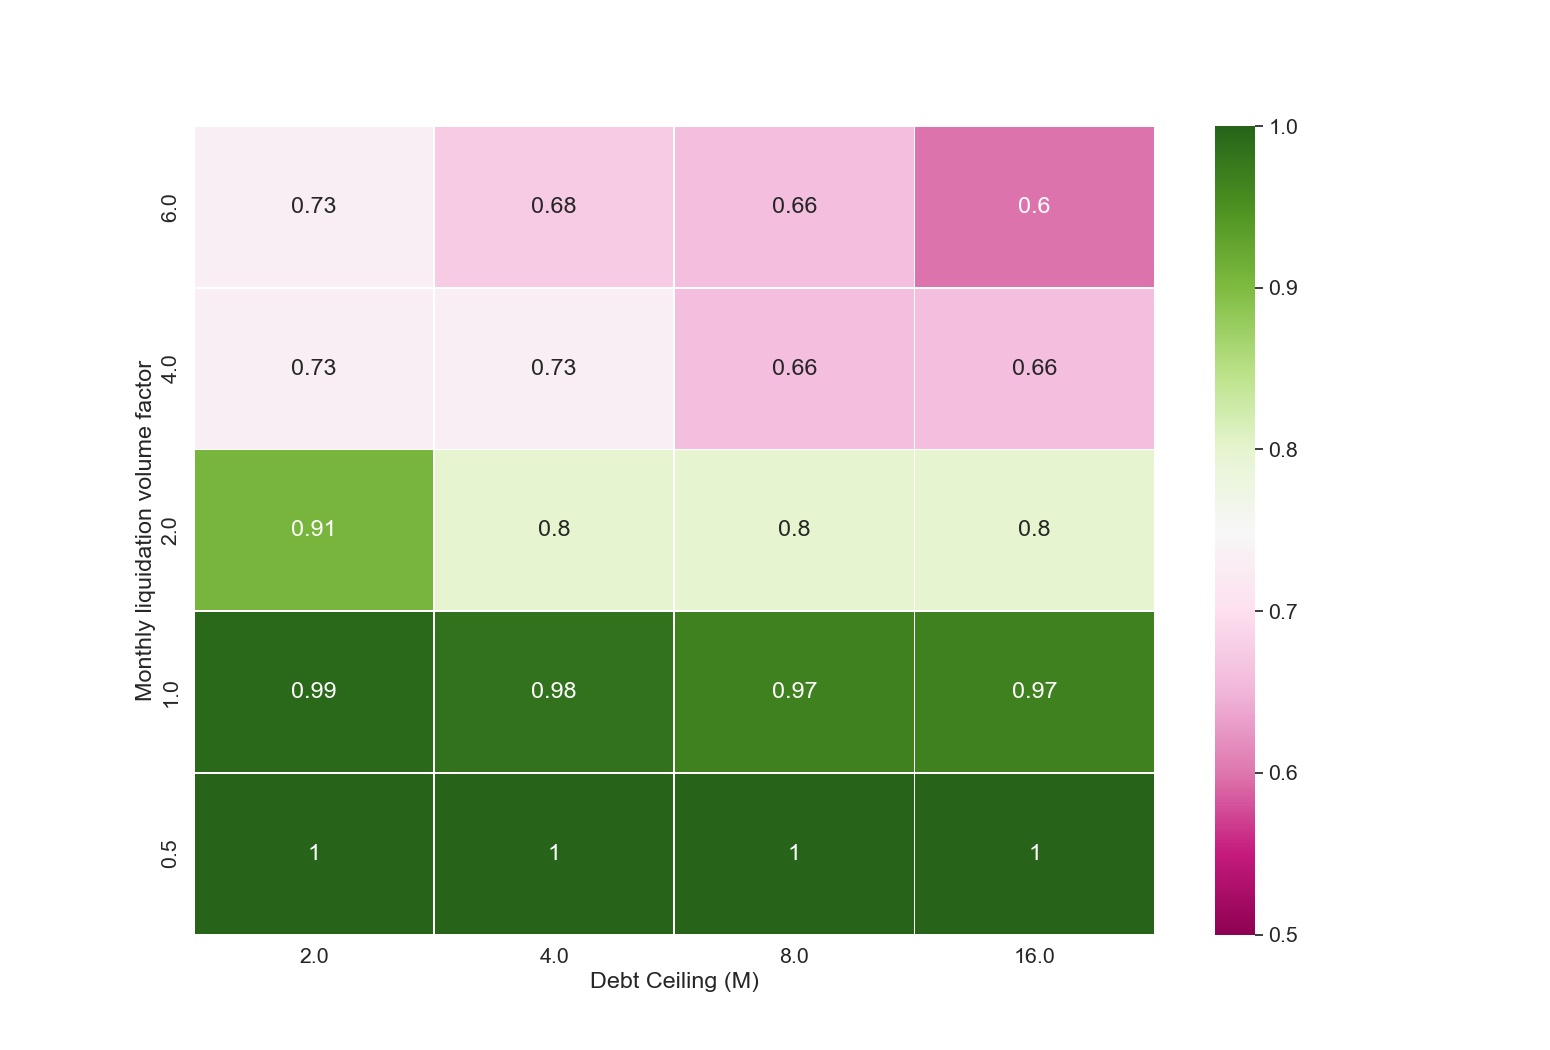 1.0
6.0 0.73 0.68 0.66 0.6
0.9
4.0 0.73 0.73 0.66 0.66
0.8
Monthly liquidation volume factor
2.0 0.91 0.8 0.8 0.8
0.7
1.0 0.99 0.98 0.97 0.97
0.6
0.5 1 1 1 1
0.5
2.0 4.0 8.0 16.0
Debt Ceiling (M)